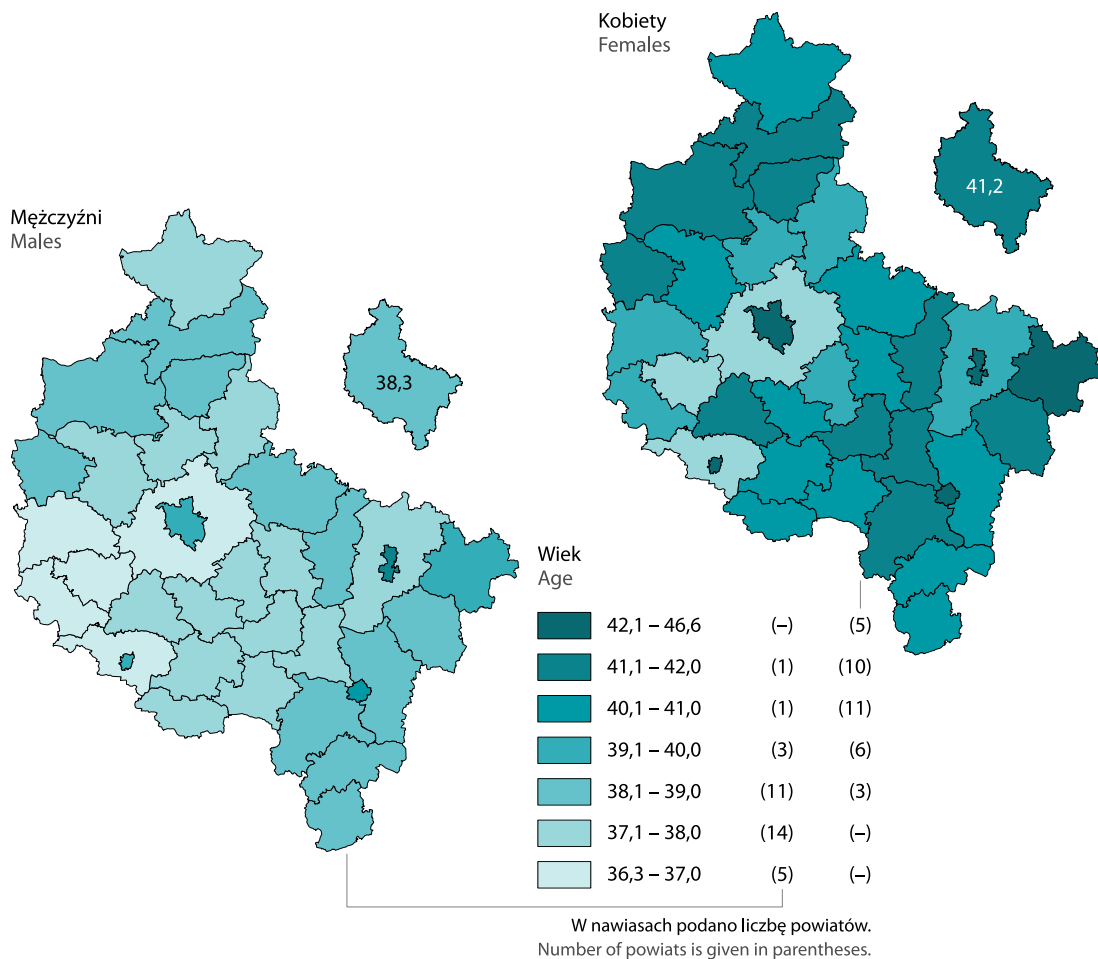 Kobiety
Females
41,2
Mężczyźni
Males
38,3
Wiek
Age
42,1 – 46,6 (–) (5)
41,1 – 42,0 (1) (10)
40,1 – 41,0 (1) (11)
39,1 – 40,0 (3) (6)
38,1 – 39,0 (11) (3)
37,1 – 38,0 (14) (–)
36,3 – 37,0 (5) (–)
W nawiasach podano liczbę powiatów.
Number of powiats is given in parentheses.